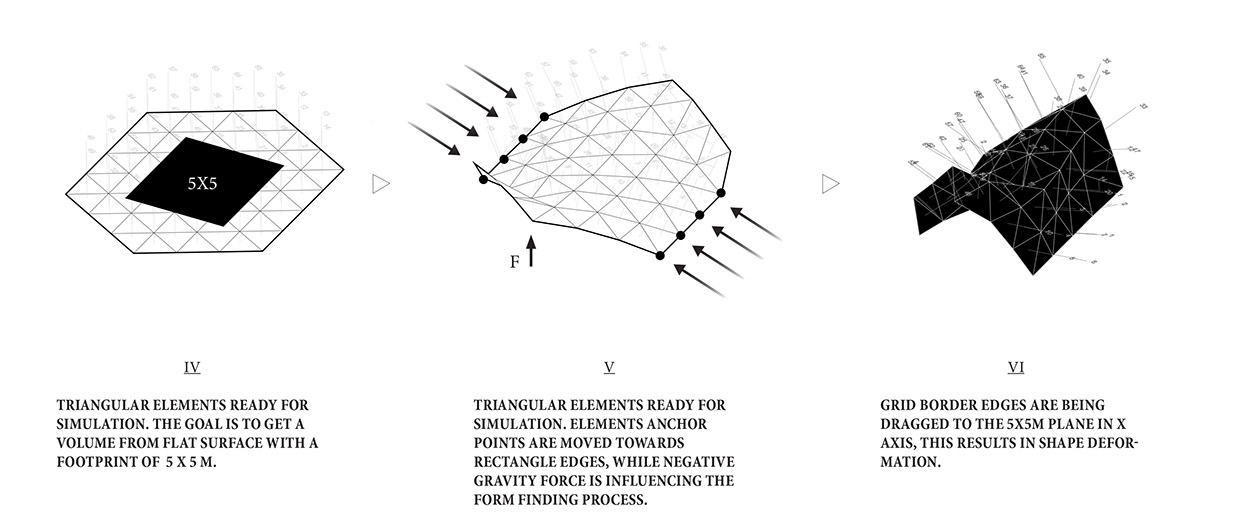 5X5
F
IV
TRIANGULAR ELEMENTS READY FOR
SIMULATION. THE GOAL IS TO GET A
VOLUME FROM FLAT SURFACE WITH A
FOOTPRINT OF 5 X 5 M.
V
TRIANGULAR ELEMENTS READY FOR
SIMULATION. ELEMENTS ANCHOR
POINTS ARE MOVED TOWARDS
RECTANGLE EDGES, WHILE NEGATIVE
GRAVITY FORCE IS INFLUENCING THE
FORM FINDING PROCESS.
VI
GRID BORDER EDGES ARE BEING
DRAGGED TO THE 5X5M PLANE IN X
AXIS, THIS RESULTS IN SHAPE DEFOR-
MATION.